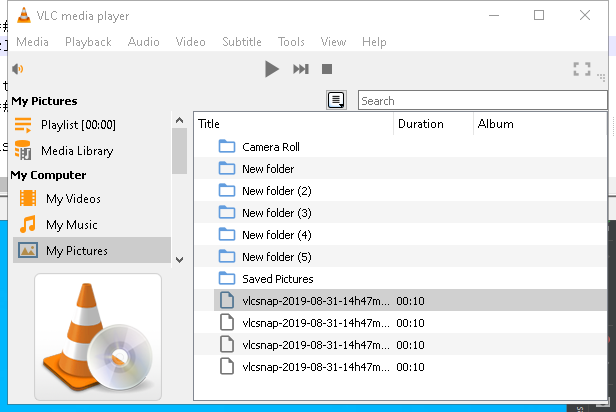 VLC media player
Media Playback Audio Video Subtitle Tools View Help
My Pictures
Search
Playlist [00:00]
Media Library
My Computer
My Videos
My Music
My Pictures
Title Duration Album
Camera Roll
New folder
New folder (2)
New folder (3)
New folder (4)
New folder (5)
Saved Pictures
vlcsnap-2019-08-31-14h47m... 00:10
vlcsnap-2019-08-31-14h47m... 00:10
vlcsnap-2019-08-31-14h47m... 00:10
vlcsnap-2019-08-31-14h47m... 00:10